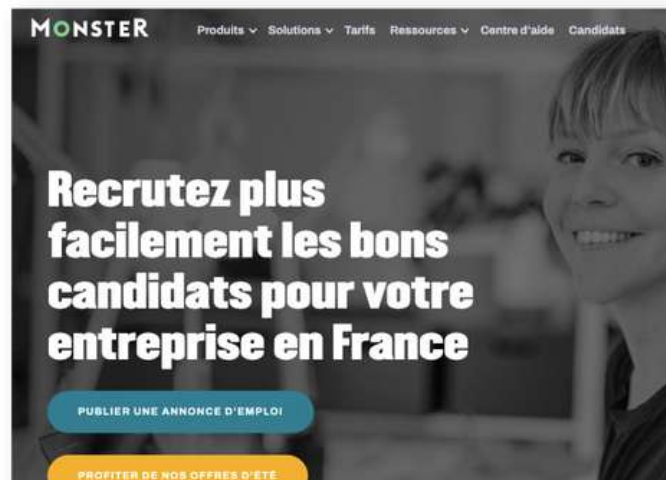 MONSTER
Produits Solutions Tarifs Ressources Centre d'aide Candidats
Recrutez plus
facilement les bons
candidats pour votre
entreprise en France
PUBLIER UNE ANNONCE D'EMPLOI
PROFITER DE NOS OFFRES D'ÉTÉ